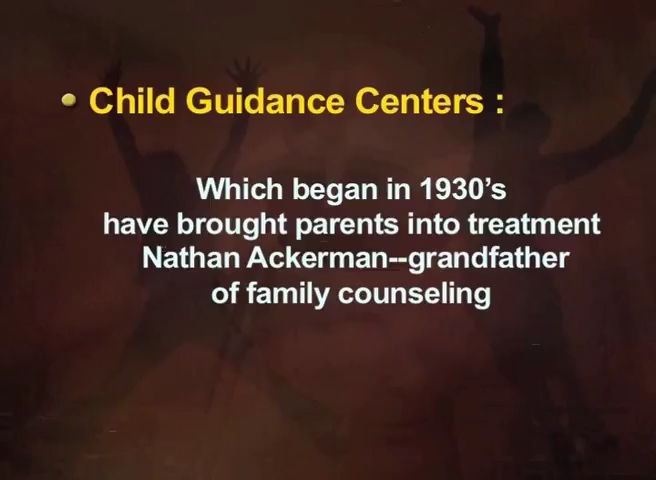 Child Guidance Centers :
Which began in 1930’s
have brought parents into treatment
Nathan Ackerman--grandfather
of family counseling